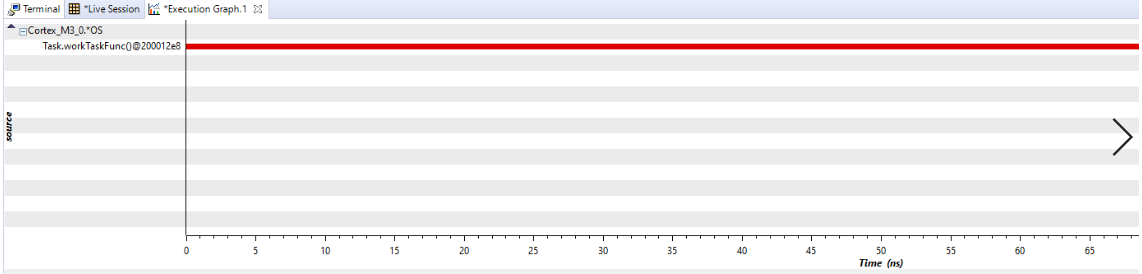 Terminal *Live Session *Execution Graph.1
Cortex_M3_0.*OS
Task.workTaskFunc()@200012e8
source
0 5 10 15 20 25 30 35 40 45 50 55 60 65
Time (ns)